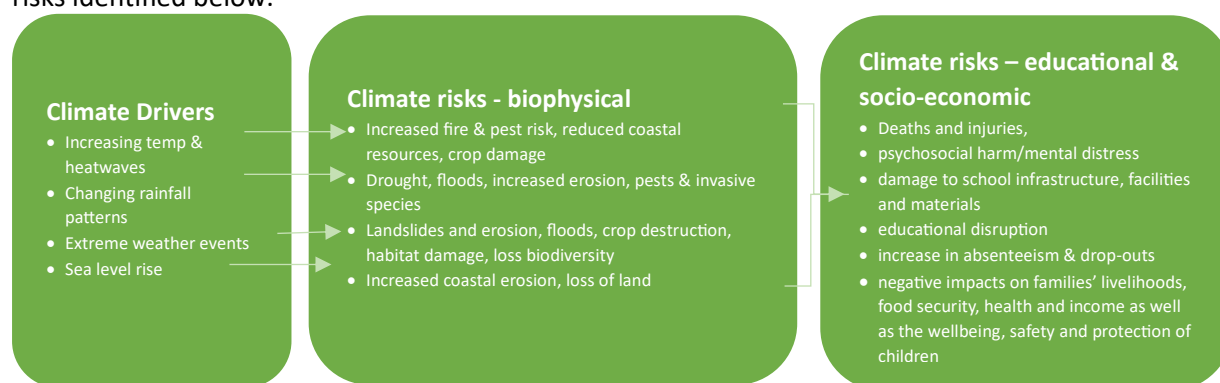 risks identified below:
Climate Drivers
• Increasing temp &
heatwaves
• Changing rainfall
patterns
• Extreme weather events
• Sea level rise
Climate risks - biophysical
• Increased fire & pest risk, reduced coastal
resources, crop damage
• Drought, floods, increased erosion, pests & invasive
species
• Landslides and erosion, floods, crop destruction,
habitat damage, loss biodiversity
• Increased coastal erosion, loss of land
Climate risks – educational &
socio-economic
• Deaths and injuries,
• psychosocial harm/mental distress
• damage to school infrastructure, facilities
and materials
• educational disruption
• increase in absenteeism & drop-outs
• negative impacts on families’ livelihoods,
food security, health and income as well
as the wellbeing, safety and protection of
children